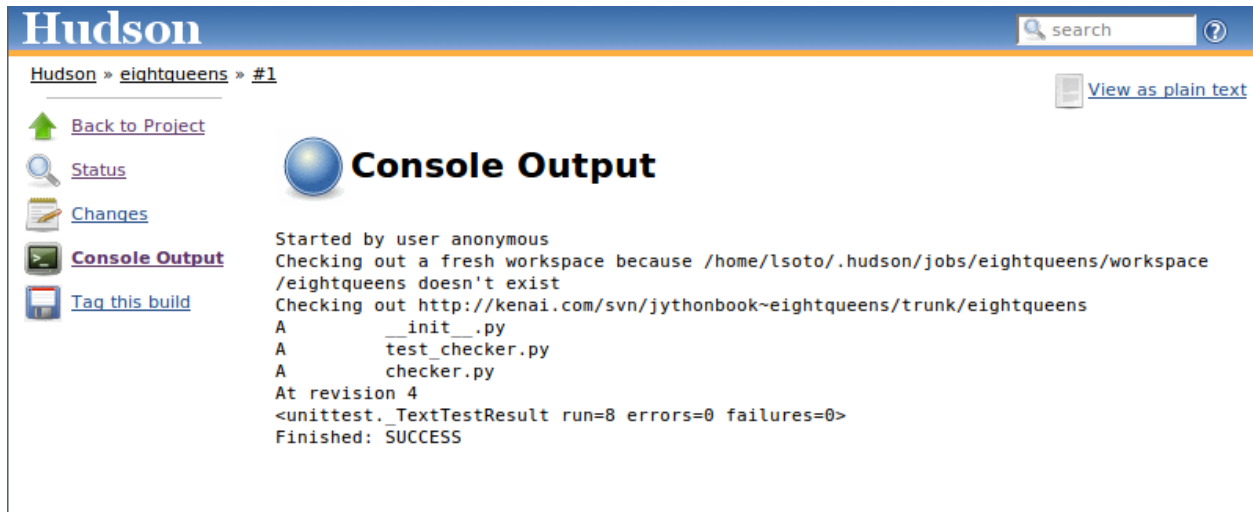 Hudson
search
Hudson » eightqueens » #1
View as plain text
Back to Project
Status
Changes
Console Output
Tag this build
Console Output
Started by user anonymous
Checking out a fresh workspace because /home/lsoto/.hudson/jobs/eightqueens/workspace
/eightqueens doesn't exist
Checking out http://kenai.com/svn/jythonbook~eightqueens/trunk/eightqueens
A         __init__.py
A         test_checker.py
A         checker.py
At revision 4
<unittest._TextTestResult run=8 errors=0 failures=0>
Finished: SUCCESS